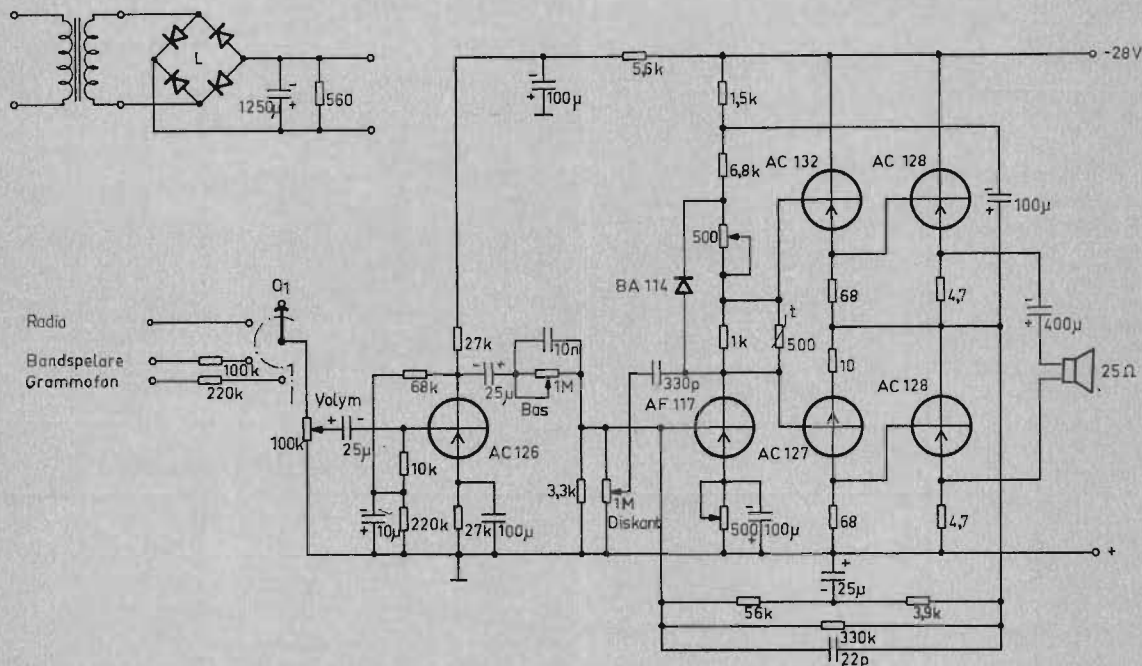 L
1250µ
560
-
+
-28V
5,6k
-
+
100µ
1,5k
6,8k
AC 132
AC 128
-
+
100µ
500
BA 114
t
500
1k
68
4,7
-
+
400µ
25Ω
O1
1
Radio
Bandspelare
100k
Grammofon
220k
Volym
100k
+ -
25µ
27k
68k
- +
25µ
10n
1M
Bas
330p
AF 117
AC 126
10
AC 127
AC 128
10k
-
+
10µ
220k
27k
100µ
3,3k
1M
Diskant
500
-
+
100µ
68
4,7
+
+
-
25µ
56k
3,9k
330k
22p